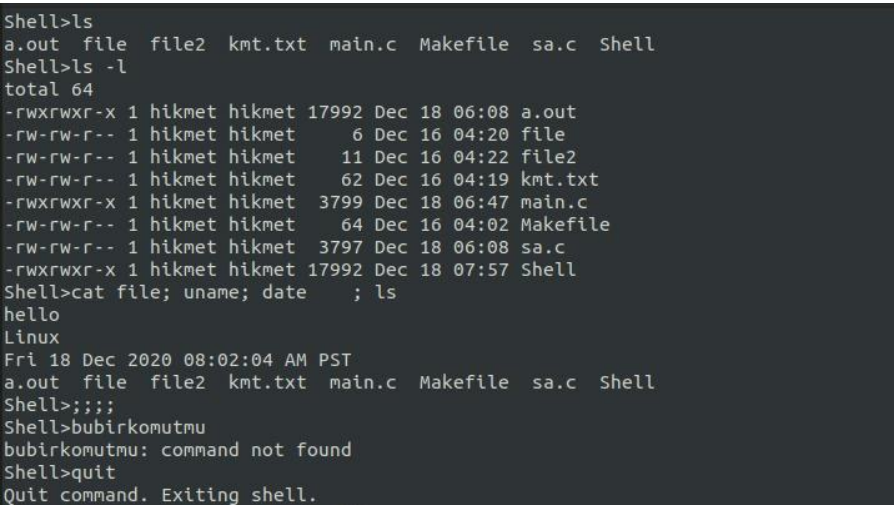 Shell>ls
a.out  file  file2  kmt.txt  main.c  Makefile  sa.c  Shell
Shell>ls -l
total 64
-rwxrwxr-x 1 hikmet hikmet 17992 Dec 18 06:08 a.out
-rw-rw-r-- 1 hikmet hikmet     6 Dec 16 04:20 file
-rw-rw-r-- 1 hikmet hikmet    11 Dec 16 04:22 file2
-rw-rw-r-- 1 hikmet hikmet    62 Dec 16 04:19 kmt.txt
-rwxrwxr-x 1 hikmet hikmet  3799 Dec 18 06:47 main.c
-rw-rw-r-- 1 hikmet hikmet    64 Dec 16 04:02 Makefile
-rw-rw-r-- 1 hikmet hikmet  3797 Dec 18 06:08 sa.c
-rwxrwxr-x 1 hikmet hikmet 17992 Dec 18 07:57 Shell
Shell>cat file; uname; date    ; ls
hello
Linux
Fri 18 Dec 2020 08:02:04 AM PST
a.out  file  file2  kmt.txt  main.c  Makefile  sa.c  Shell
Shell>;;;;
Shell>bubirkomutmu
bubirkomutmu: command not found
Shell>quit
Quit command. Exiting shell.